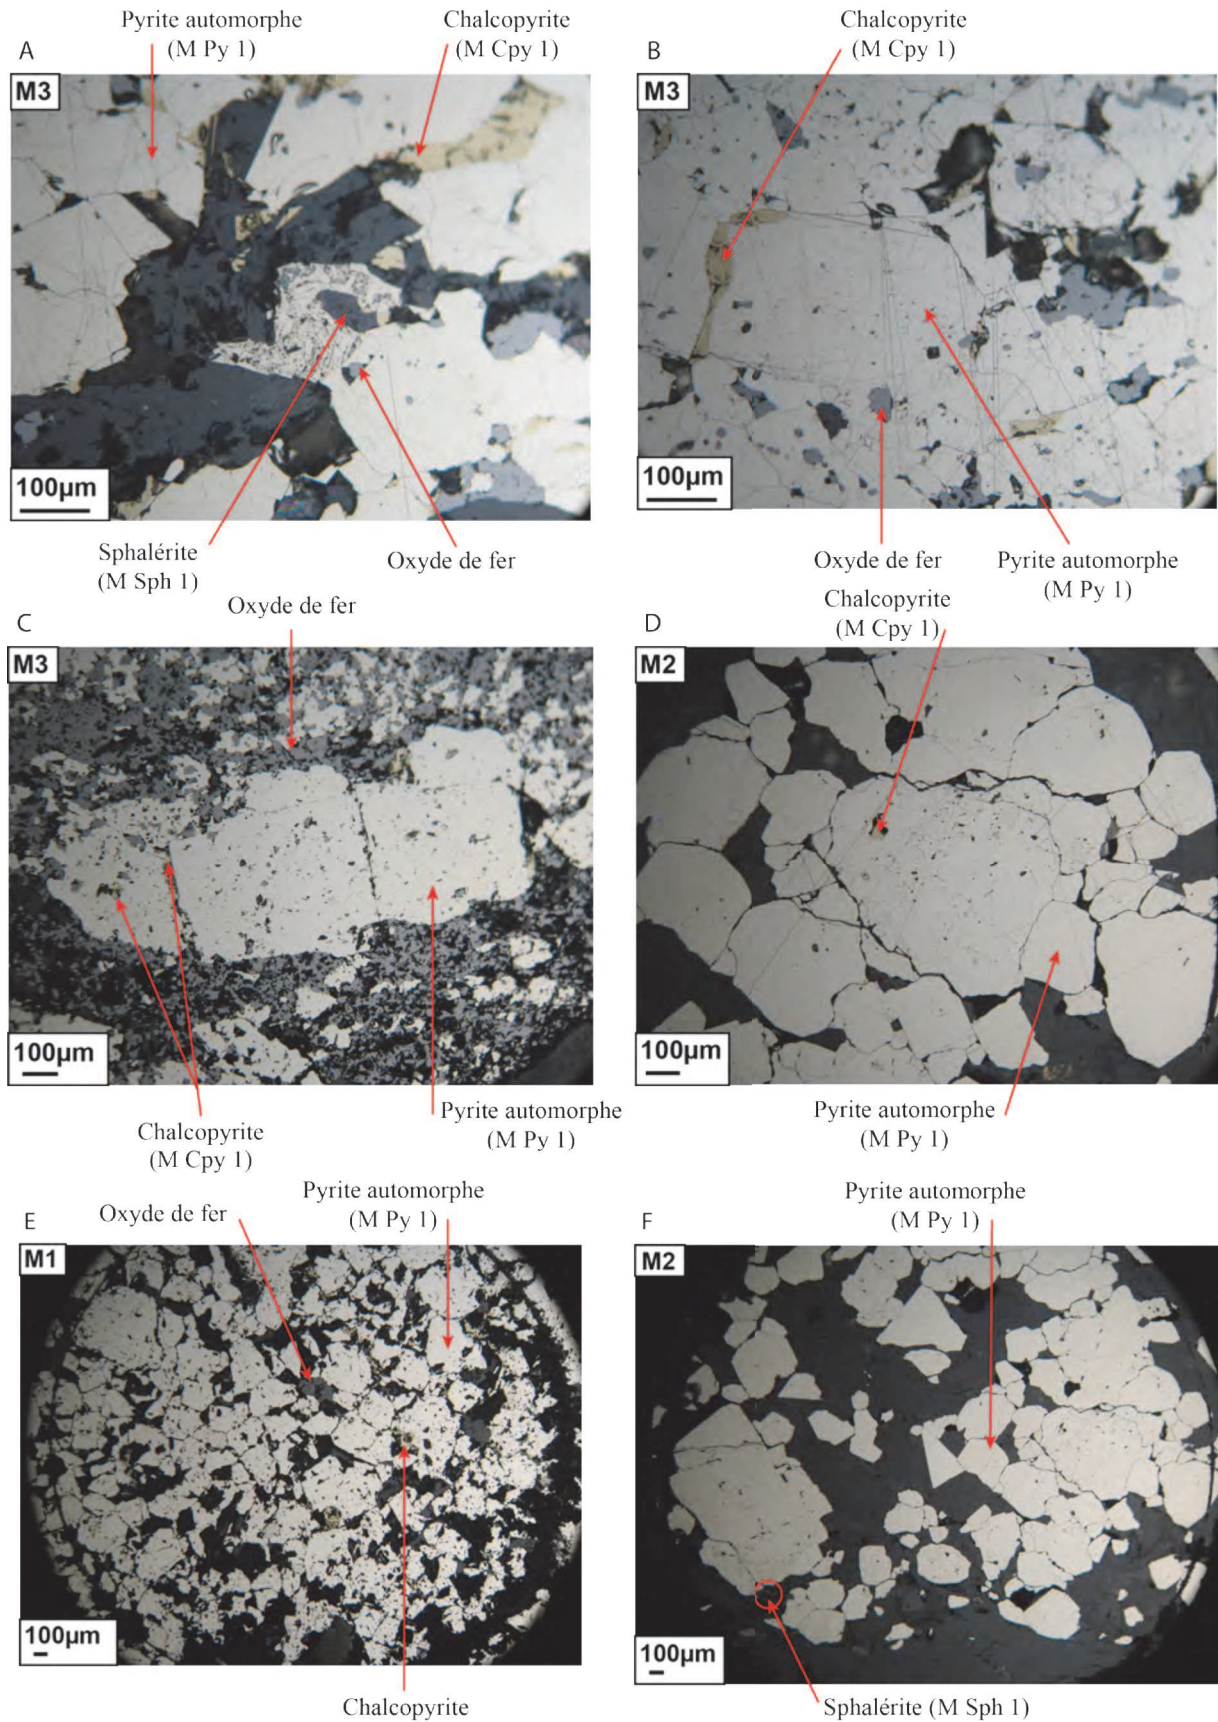 A
Pyrite automorphe
(M Py 1)
Chalcopyrite
(M Cpy 1)
M3
100µm
Sphalérite
(M Sph 1)
Oxyde de fer
B
Chalcopyrite
(M Cpy 1)
M3
100µm
Oxyde de fer
Pyrite automorphe
(M Py 1)
C
Oxyde de fer
M3
100µm
Chalcopyrite
(M Cpy 1)
Pyrite automorphe
(M Py 1)
D
Chalcopyrite
(M Cpy 1)
M2
100µm
Pyrite automorphe
(M Py 1)
E
Oxyde de fer
Pyrite automorphe
(M Py 1)
M1
100µm
Chalcopyrite
F
Pyrite automorphe
(M Py 1)
M2
100µm
Sphalérite (M Sph 1)